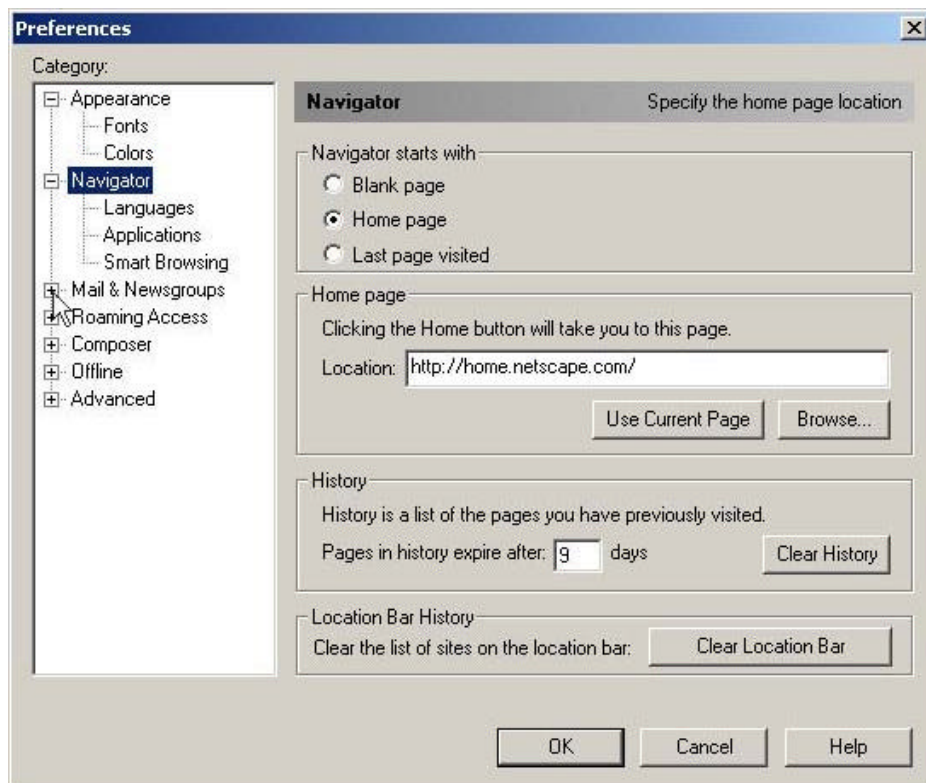 Preferences
Category:
Appearance
Fonts
Colors
Navigator
Languages
Applications
Smart Browsing
Mail & Newsgroups
Roaming Access
Composer
Offline
Advanced
Navigator Specify the home page location
Navigator starts with
Blank page
Home page
Last page visited
Home page
Clicking the Home button will take you to this page.
Location: http://home.netscape.com/
Use Current Page Browse...
History
History is a list of the pages you have previously visited.
Pages in history expire after: 9 days Clear History
Location Bar History
Clear the list of sites on the location bar: Clear Location Bar
OK Cancel Help